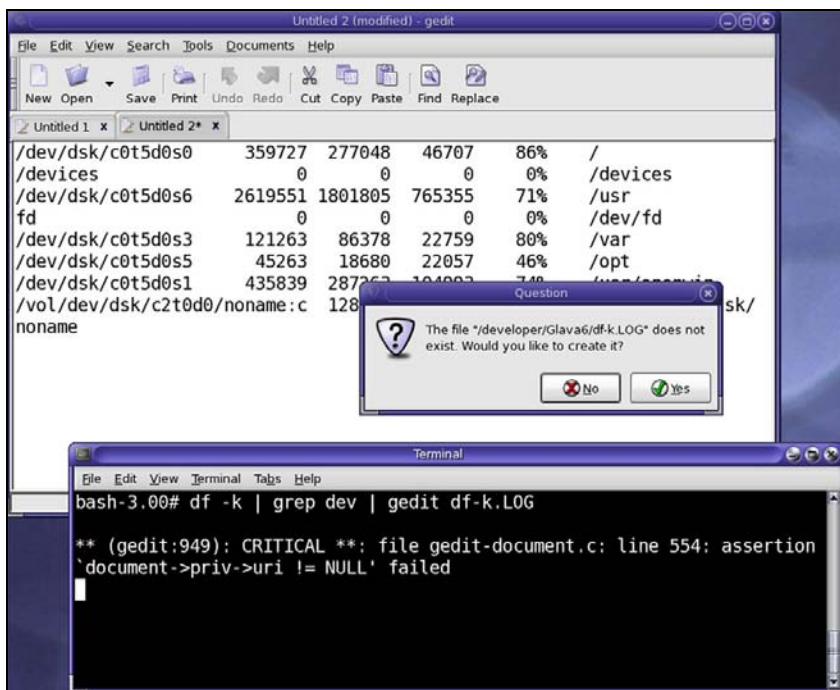 Untitled 2 (modified) - gedit
File Edit View Search Tools Documents Help
New Open Save Print Undo Redo Cut Copy Paste Find Replace
Untitled 1 x Untitled 2* x
/dev/dsk/c0t5d0s0 359727 277048 46707 86% /
/devices 0 0 0 0% /devices
/dev/dsk/c0t5d0s6 2619551 1801805 765355 71% /usr
fd 0 0 0 0% /dev/fd
/dev/dsk/c0t5d0s3 121263 86378 22759 80% /var
/dev/dsk/c0t5d0s5 45263 18680 22057 46% /opt
/dev/dsk/c0t5d0s1 435839
/vol/dev/dsk/c2t0d0/noname:c 128 sk/
noname
Question
The file "/developer/Glava6/df-k.LOG" does not
exist. Would you like to create it?
No Yes
Terminal
File Edit View Terminal Tabs Help
bash-3.00# df -k | grep dev | gedit df-k.LOG
** (gedit:949): CRITICAL **: file gedit-document.c: line 554: assertion
`document->priv->uri != NULL' failed